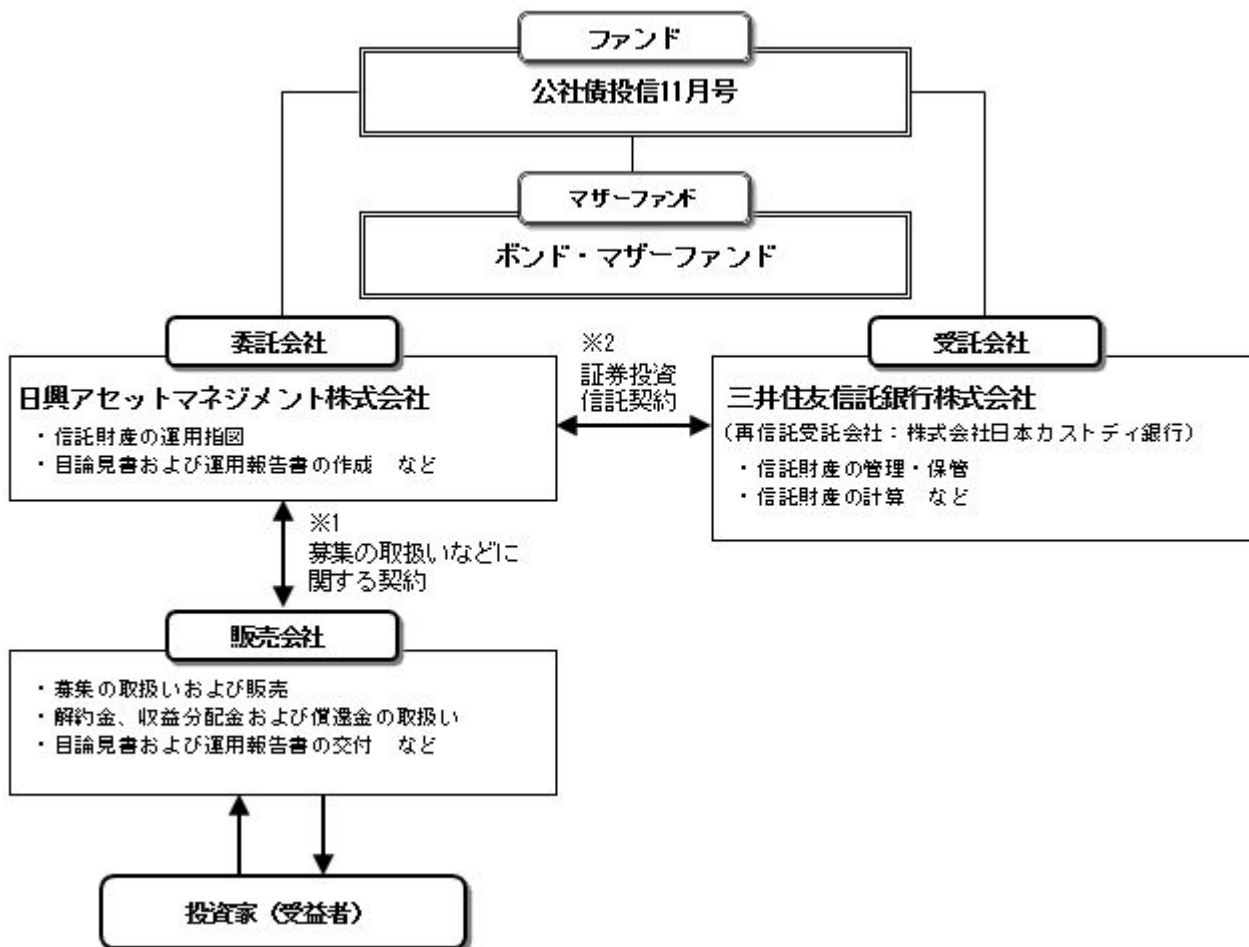 ファンド
公社債投信11月号
マザーファンド
ボンド・マザーファンド
委託会社
日興アセットマネジメント株式会社
・信託財産の運用指図
・目論見書および運用報告書の作成　など
※2
証券投資
信託契約
受託会社
三井住友信託銀行株式会社
(再信託受託会社：株式会社日本カストディ銀行)
・信託財産の管理・保管
・信託財産の計算　など
※1
募集の取扱いなどに
関する契約
販売会社
・募集の取扱いおよび販売
・解約金、収益分配金および償還金の取扱い
・目論見書および運用報告書の交付　など
投資家（受益者）